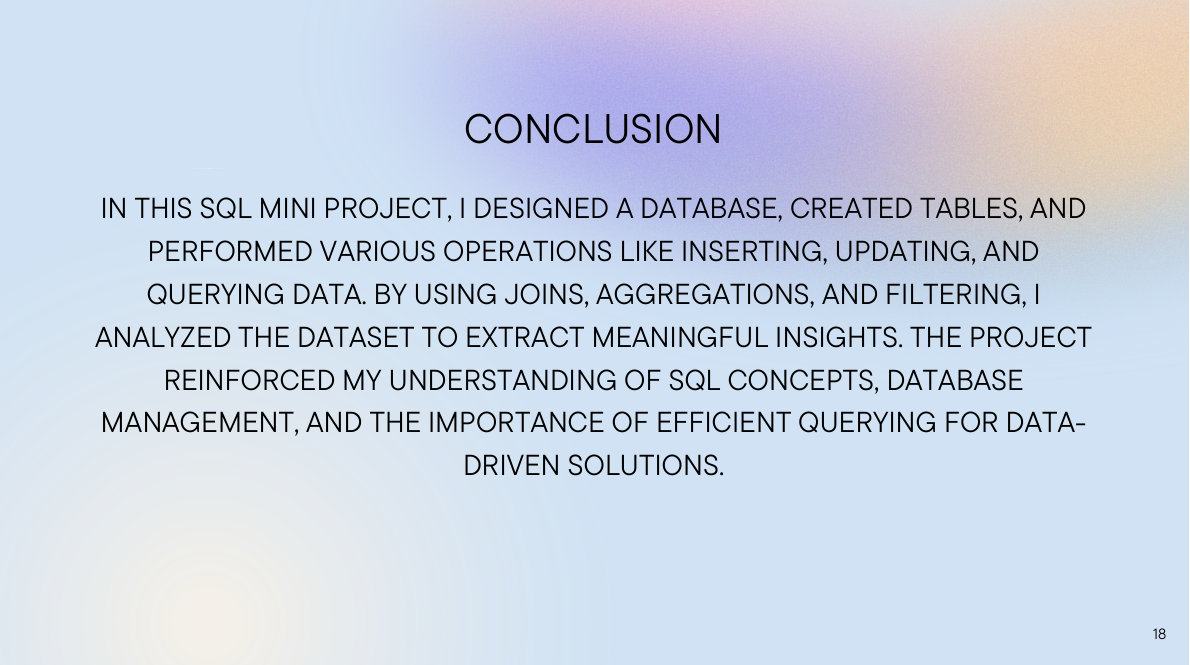 CONCLUSION
IN THIS SQL MINI PROJECT, I DESIGNED A DATABASE, CREATED TABLES, AND
PERFORMED VARIOUS OPERATIONS LIKE INSERTING, UPDATING, AND
QUERYING DATA. BY USING JOINS, AGGREGATIONS, AND FILTERING, I
ANALYZED THE DATASET TO EXTRACT MEANINGFUL INSIGHTS. THE PROJECT
REINFORCED MY UNDERSTANDING OF SQL CONCEPTS, DATABASE
MANAGEMENT, AND THE IMPORTANCE OF EFFICIENT QUERYING FOR DATA-
DRIVEN SOLUTIONS.
18